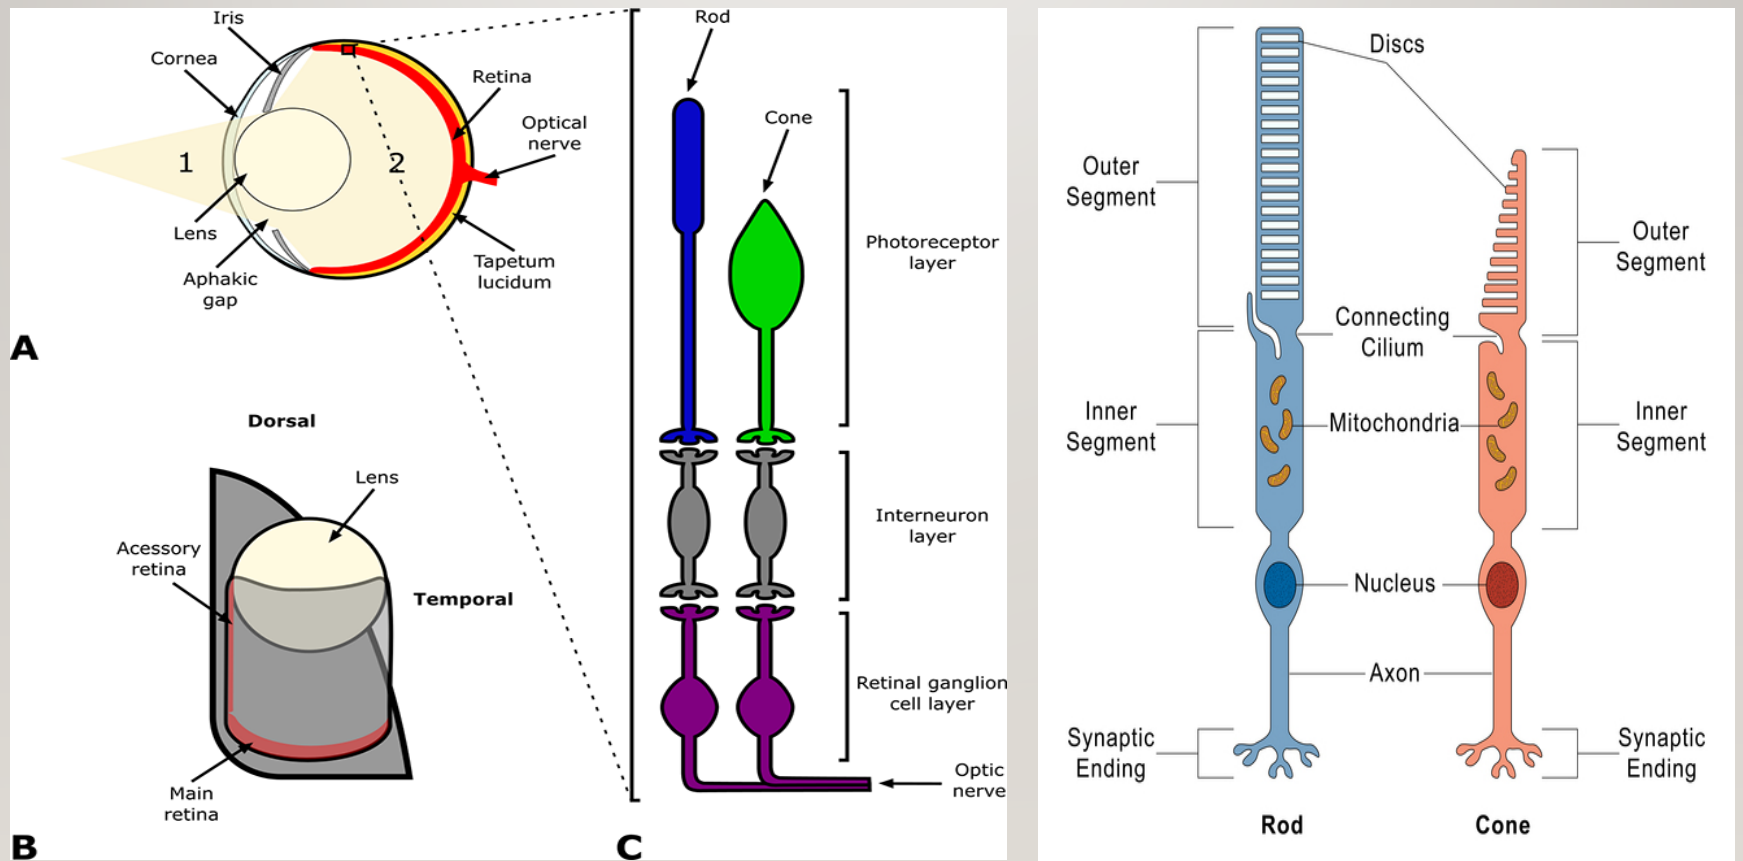 Iris
Cornea
Retina
Optical
nerve
1
2
Lens
Aphakic
gap
Tapetum
lucidum
A
Dorsal
Lens
Acessory
retina
Temporal
Main
retina
B
Rod
Cone
Photoreceptor
layer
Interneuron
layer
Retinal ganglion
cell layer
Optic
nerve
C
Discs
Outer
Segment
Outer
Segment
Connecting
Cilium
Inner
Segment
Mitochondria
Inner
Segment
Nucleus
Axon
Synaptic
Ending
Synaptic
Ending
Rod
Cone